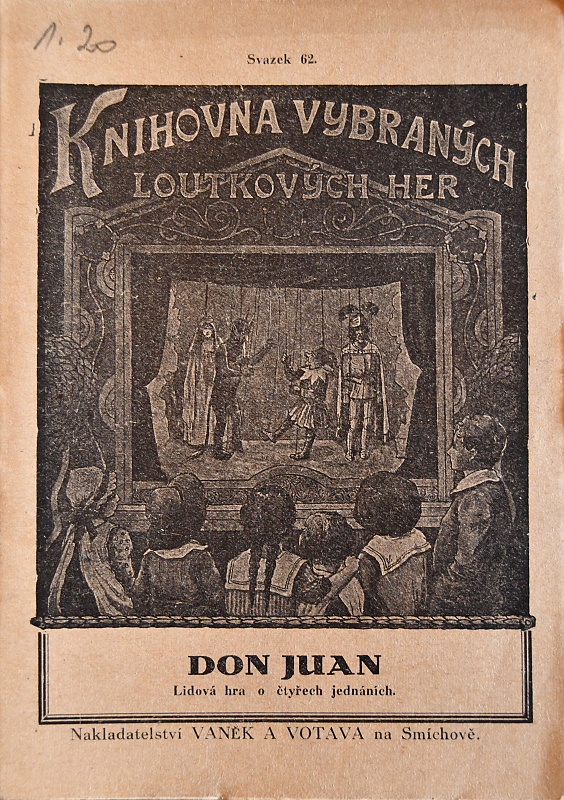 1.20
Svazek 62.
KNIHOVNA VYBRANÝCH
LOUTKOVÝCH HER
DON JUAN
Lidová hra o čtyřech jednáních.
Nakladatelství VANĚK A VOTAVA na Smíchově.